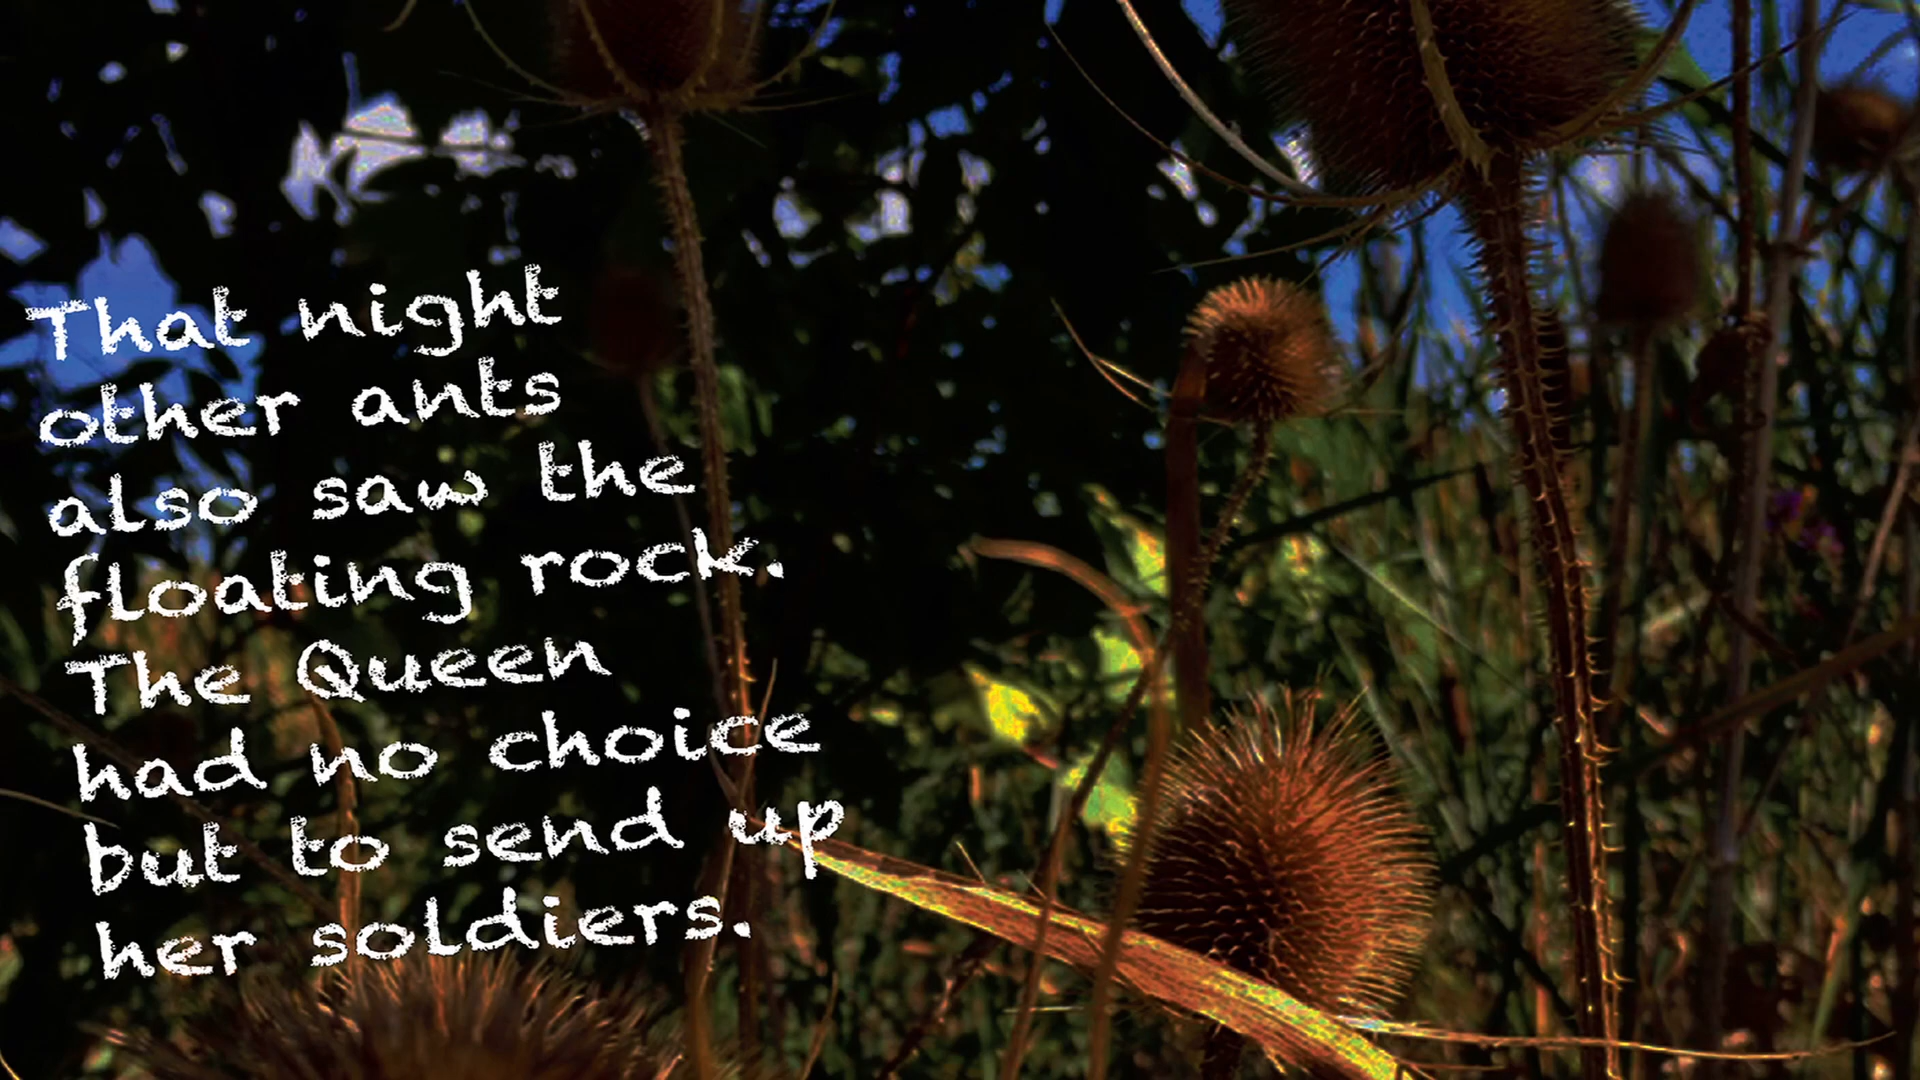 That night
other ants
also saw the
floating rock.
The Queen
had no choice
but to send up
her soldiers.